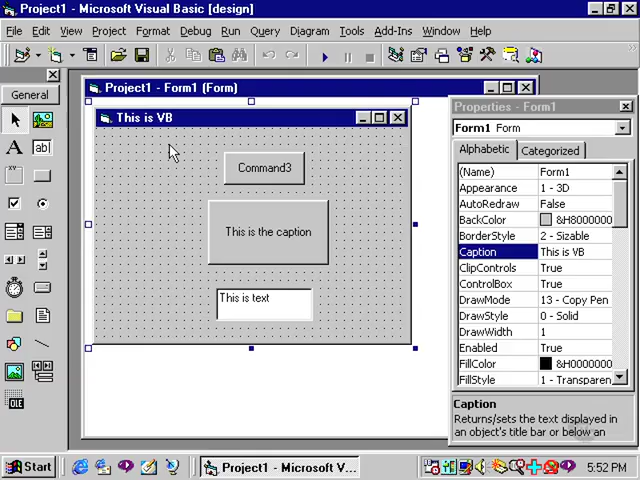 Project1 - Microsoft Visual Basic [design]
File Edit View Project Format Debug Run Query Diagram Tools Add-Ins Window Help
General
A
ab|
xv
OLE
Project1 - Form1 (Form)
This is VB
Command3
This is the caption
This is text
Properties - Form1
Form1 Form
Alphabetic Categorized
(Name) Form1
Appearance 1 - 3D
AutoRedraw False
BackColor &H8000000
BorderStyle 2 - Sizable
Caption This is VB
ClipControls True
ControlBox True
DrawMode 13 - Copy Pen
DrawStyle 0 - Solid
DrawWidth 1
Enabled True
FillColor &H0000000
FillStyle 1 - Transparen
Caption
Returns/sets the text displayed in
an object's title bar or below an
Start
Project1 - Microsoft V...
5:52 PM